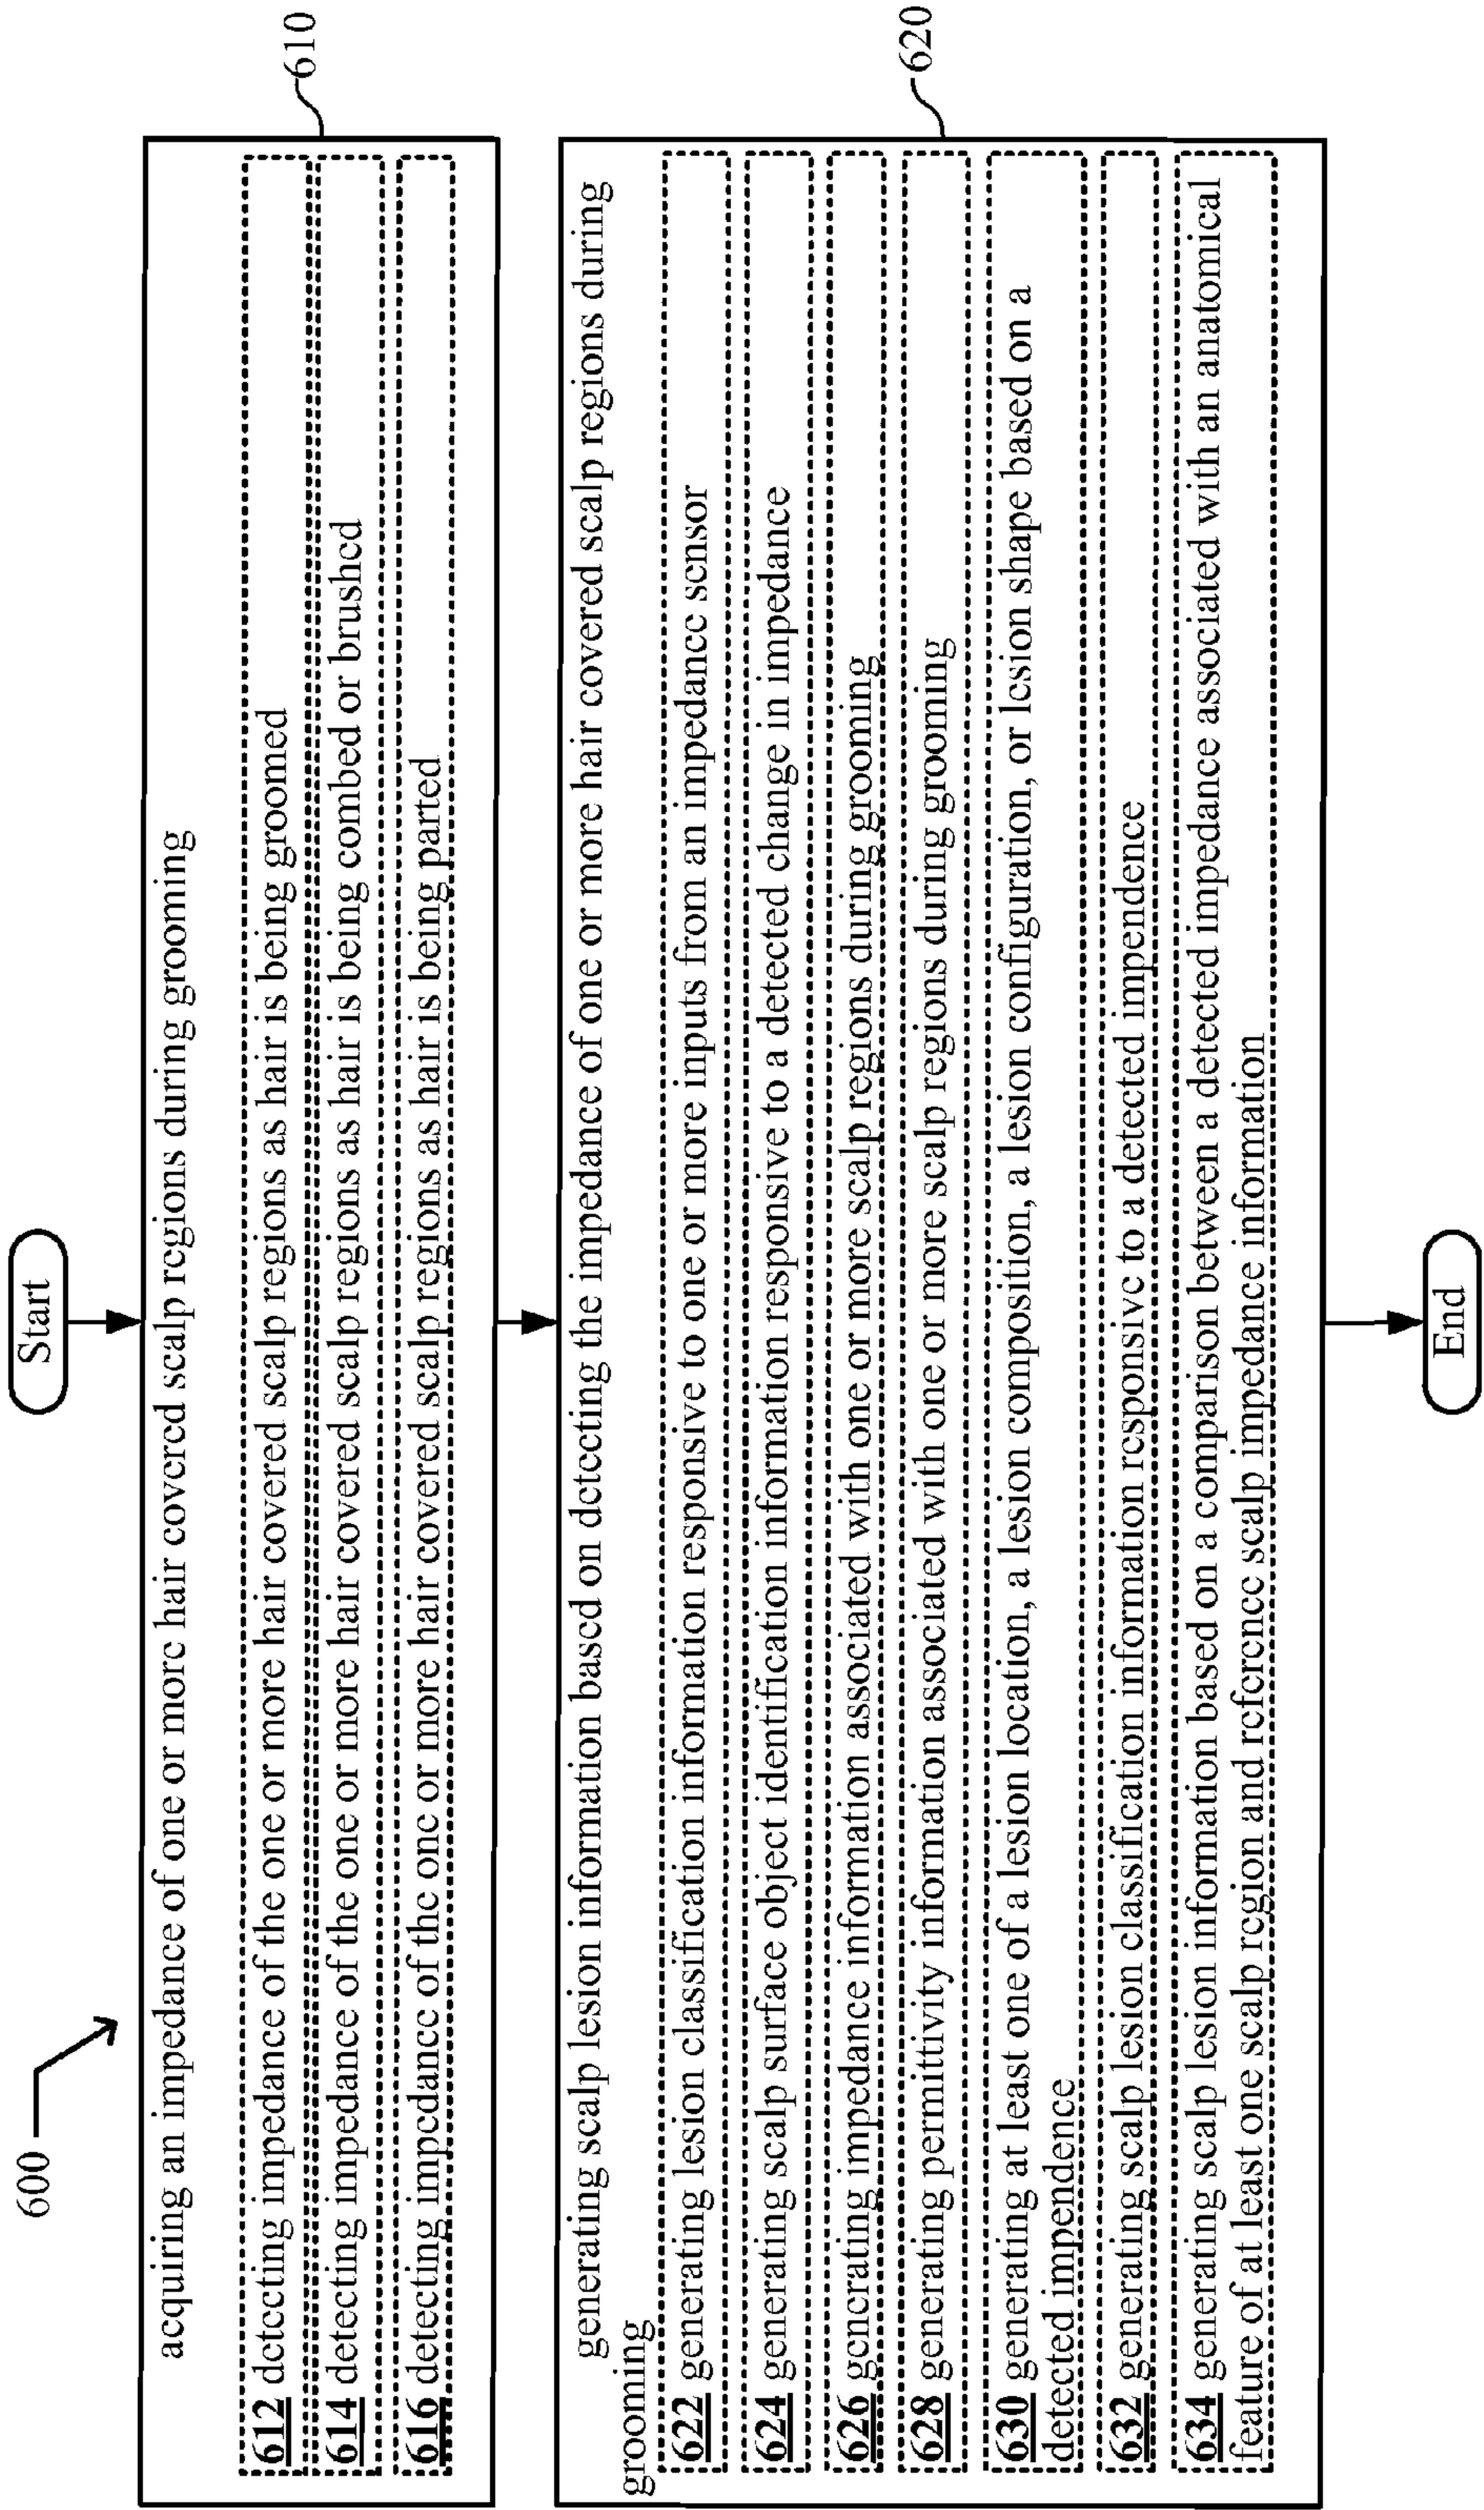 600
Start
acquiring an impedance of one or more hair covered scalp regions during grooming
610
612 detecting impedance of the one or more hair covered scalp regions as hair is being groomed
614 detecting impedance of the one or more hair covered scalp regions as hair is being combed or brushed
616 detecting impedance of the one or more hair covered scalp regions as hair is being parted
generating scalp lesion information based on detecting the impedance of one or more hair covered scalp regions during
grooming
620
622 generating lesion classification information responsive to one or more inputs from an impedance sensor
624 generating scalp surface object identification information responsive to a detected change in impedance
626 generating impedance information associated with one or more scalp regions during grooming
628 generating permittivity information associated with one or more scalp regions during grooming
630 generating at least one of a lesion location, a lesion composition, a lesion configuration, or lesion shape based on a
detected impendence
632 generating scalp lesion classification information responsive to a detected impendence
634 generating scalp lesion information based on a comparison between a detected impedance associated with an anatomical
feature of at least one scalp region and reference scalp impedance information
End